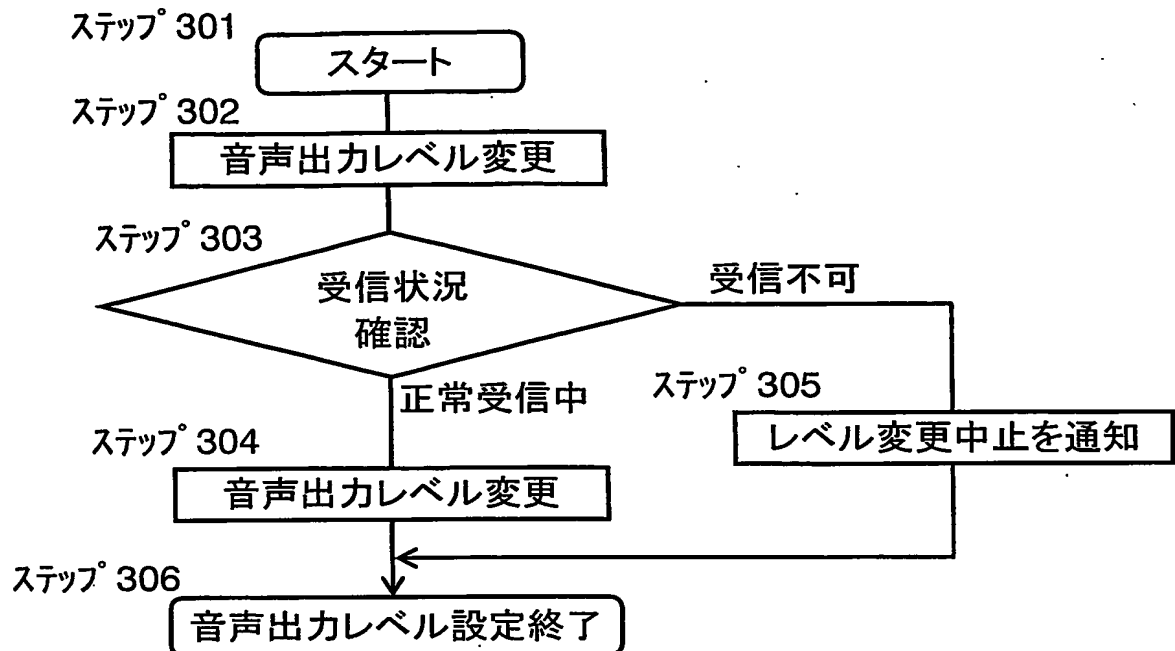 ステップ 301
スタート
ステップ 302
音声出力レベル変更
ステップ 303
受信状況
確認
受信不可
正常受信中
ステップ 305
レベル変更中止を通知
ステップ 304
音声出力レベル変更
ステップ 306
音声出力レベル設定終了